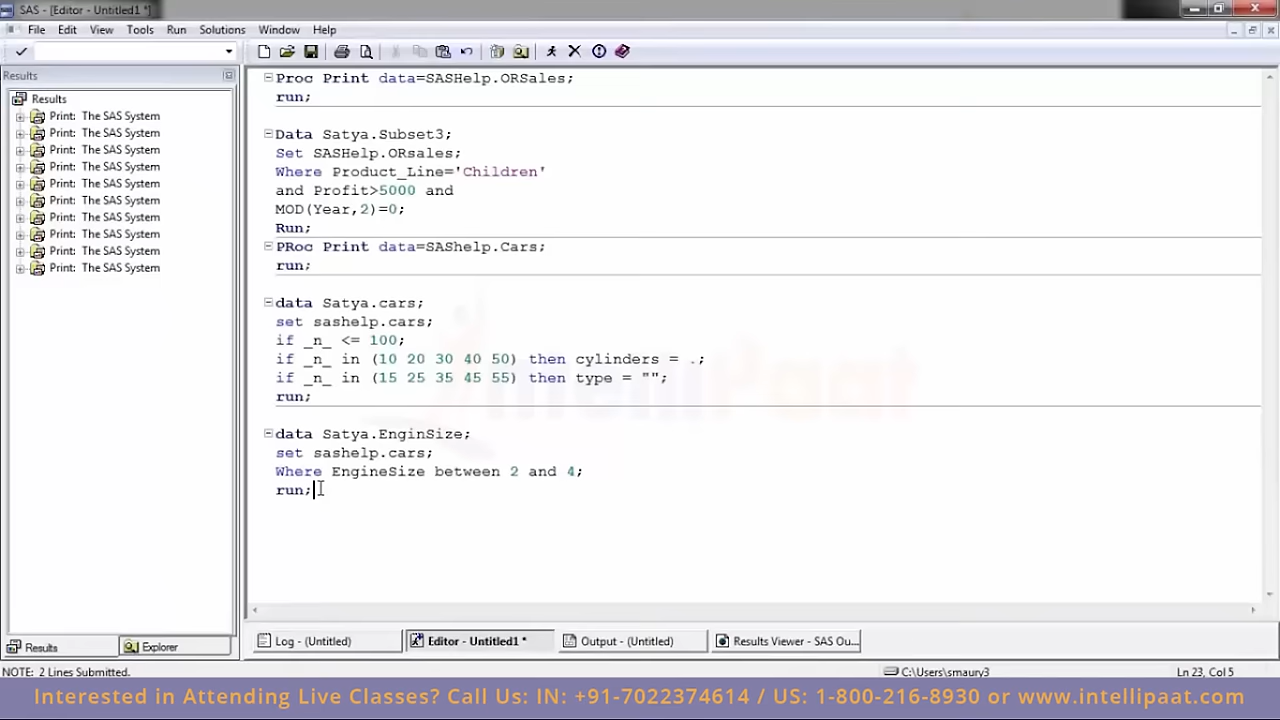 SAS - [Editor - Untitled1 *]
File Edit View Tools Run Solutions Window Help
Results
Results
Print: The SAS System
Print: The SAS System
Print: The SAS System
Print: The SAS System
Print: The SAS System
Print: The SAS System
Print: The SAS System
Print: The SAS System
Print: The SAS System
Print: The SAS System
Proc Print data=SASHelp.ORSales;
run;
Data Satya.Subset3;
Set SASHelp.ORsales;
Where Product_Line='Children'
and Profit>5000 and
MOD(Year,2)=0;
Run;
PRoc Print data=SAShelp.Cars;
run;
data Satya.cars;
set sashelp.cars;
if _n_ <= 100;
if _n_ in (10 20 30 40 50) then cylinders = .;
if _n_ in (15 25 35 45 55) then type = "";
run;
data Satya.EnginSize;
set sashelp.cars;
Where EngineSize between 2 and 4;
run;
intelliPaat
Results Explorer
Log - (Untitled) Editor - Untitled1 * Output - (Untitled) Results Viewer - SAS Ou...
NOTE: 2 Lines Submitted. C:\Users\smaury3 Ln 23, Col 5
Interested in Attending Live Classes? Call Us: IN: +91-7022374614 / US: 1-800-216-8930 or www.intellipaat.com